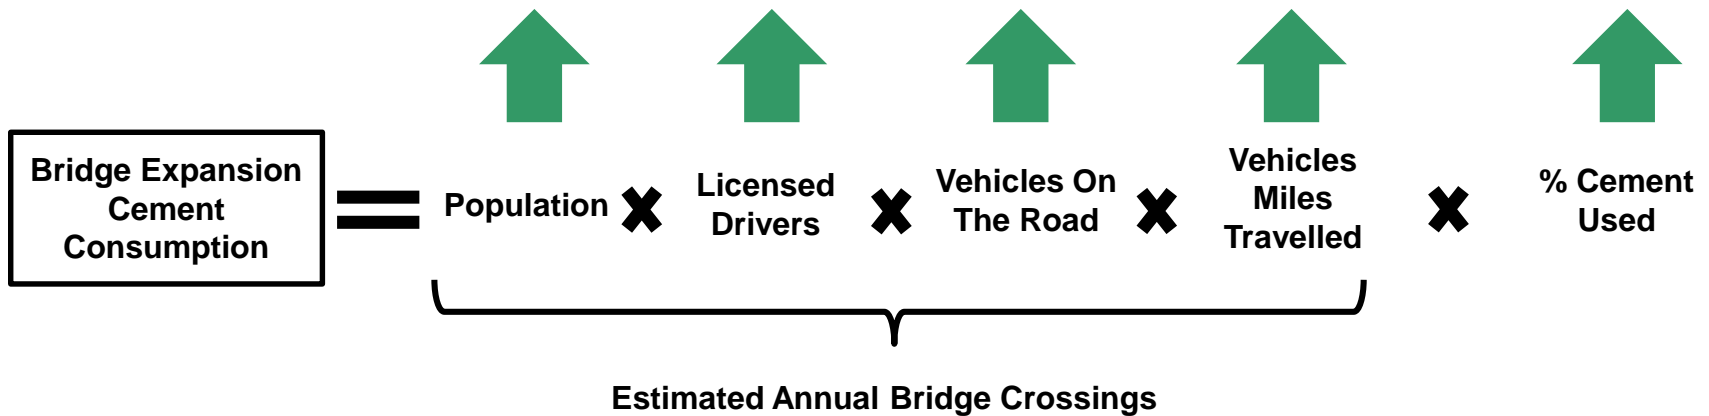 Bridge Expansion
Cement
Consumption
Population
Licensed
Drivers
Vehicles On
The Road
Vehicles
Miles
Travelled
% Cement
Used
Estimated Annual Bridge Crossings